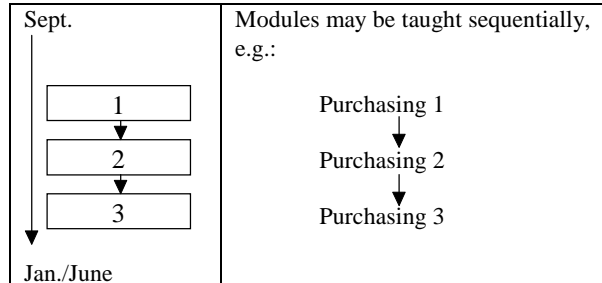 Sept.
1
2
3
Jan./June
Modules may be taught sequentially,
e.g.:
Purchasing 1
Purchasing 2
Purchasing 3